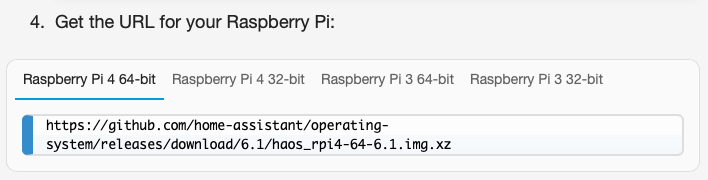 4. Get the URL for your Raspberry Pi:
Raspberry Pi 4 64-bit Raspberry Pi 4 32-bit Raspberry Pi 3 64-bit Raspberry Pi 3 32-bit
https://github.com/home-assistant/operating-
system/releases/download/6.1/haos_rpi4-64-6.1.img.xz